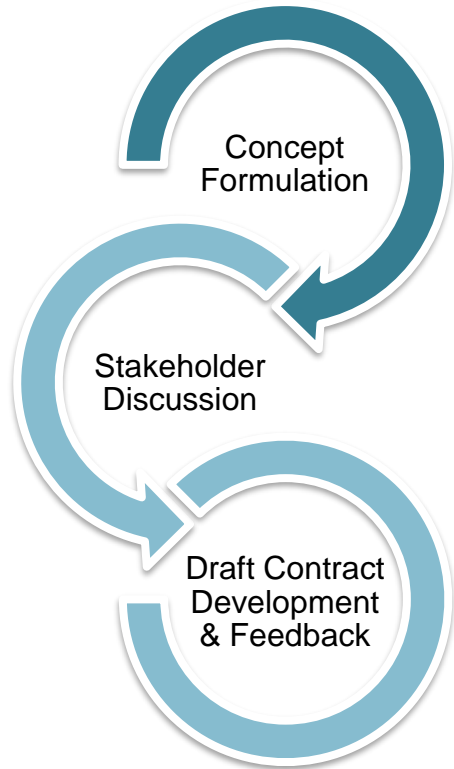 Concept
Formulation
Stakeholder
Discussion
Draft Contract
Development
& Feedback